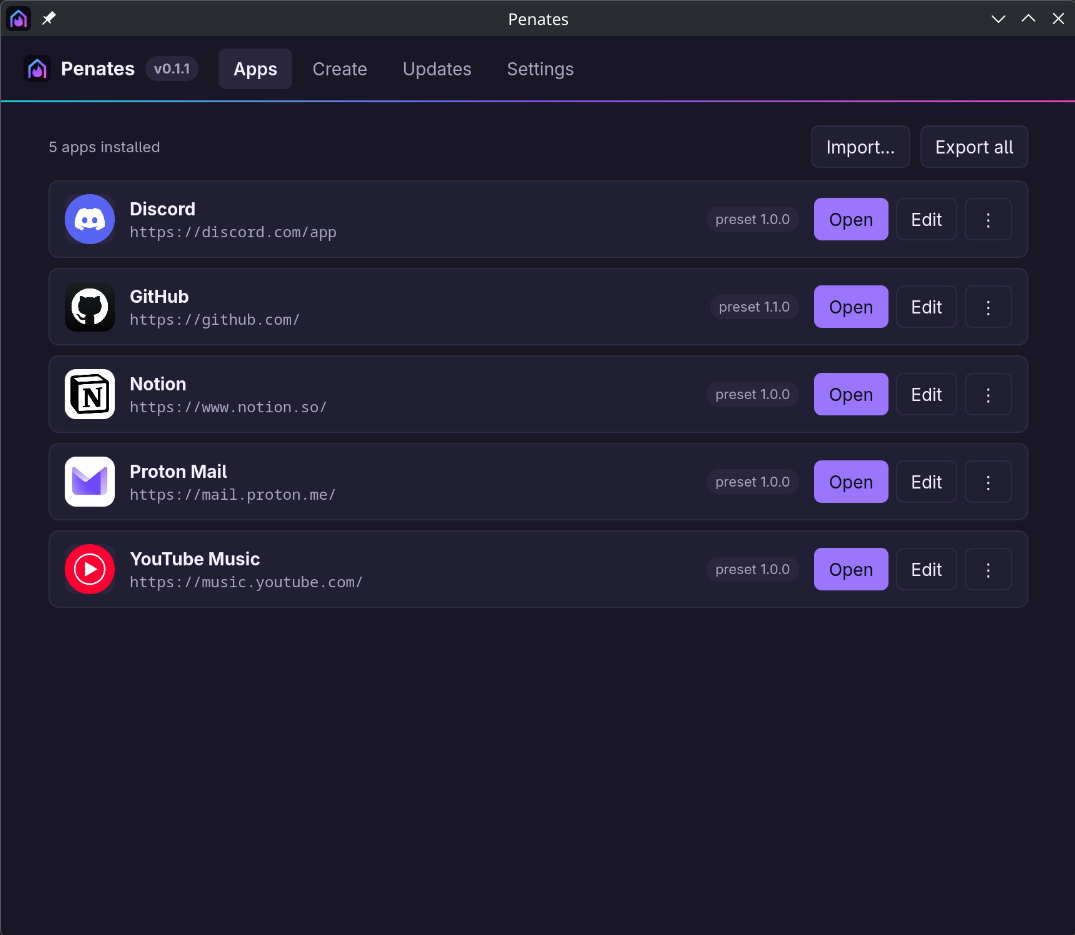 Penates
Penates v0.1.1 Apps Create Updates Settings
5 apps installed Import... Export all
Discord
https://discord.com/app
preset 1.0.0 Open Edit ⋮
GitHub
https://github.com/
preset 1.1.0 Open Edit ⋮
Notion
https://www.notion.so/
preset 1.0.0 Open Edit ⋮
Proton Mail
https://mail.proton.me/
preset 1.0.0 Open Edit ⋮
YouTube Music
https://music.youtube.com/
preset 1.0.0 Open Edit ⋮